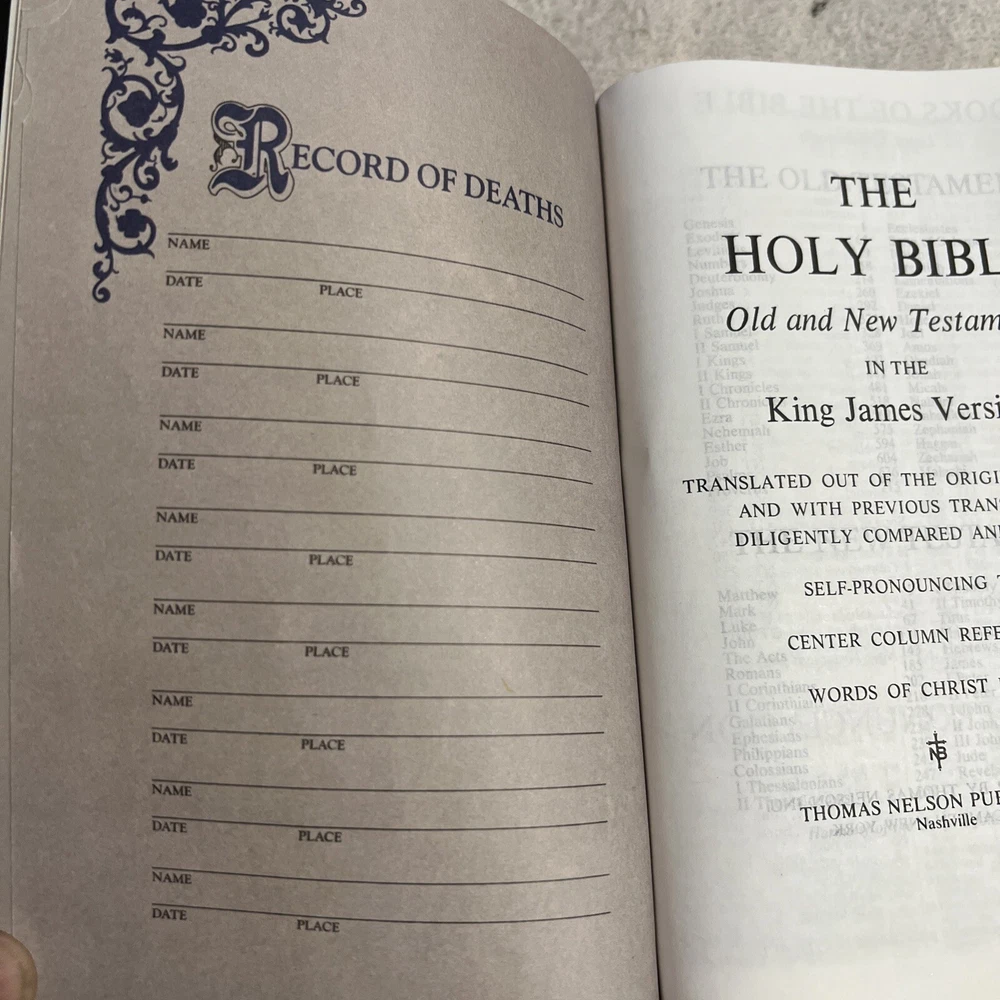 RECORD OF DEATHS
NAME
DATE PLACE
NAME
DATE PLACE
NAME
DATE PLACE
NAME
DATE PLACE
NAME
DATE PLACE
NAME
DATE PLACE
NAME
DATE PLACE
NAME
DATE PLACE
THE
HOLY BIBL
Old and New Testam
IN THE
King James Versi
TRANSLATED OUT OF THE ORIGI
AND WITH PREVIOUS TRAN
DILIGENTLY COMPARED AN
SELF-PRONOUNCING
CENTER COLUMN REFE
WORDS OF CHRIST
NB
THOMAS NELSON PUB
Nashville